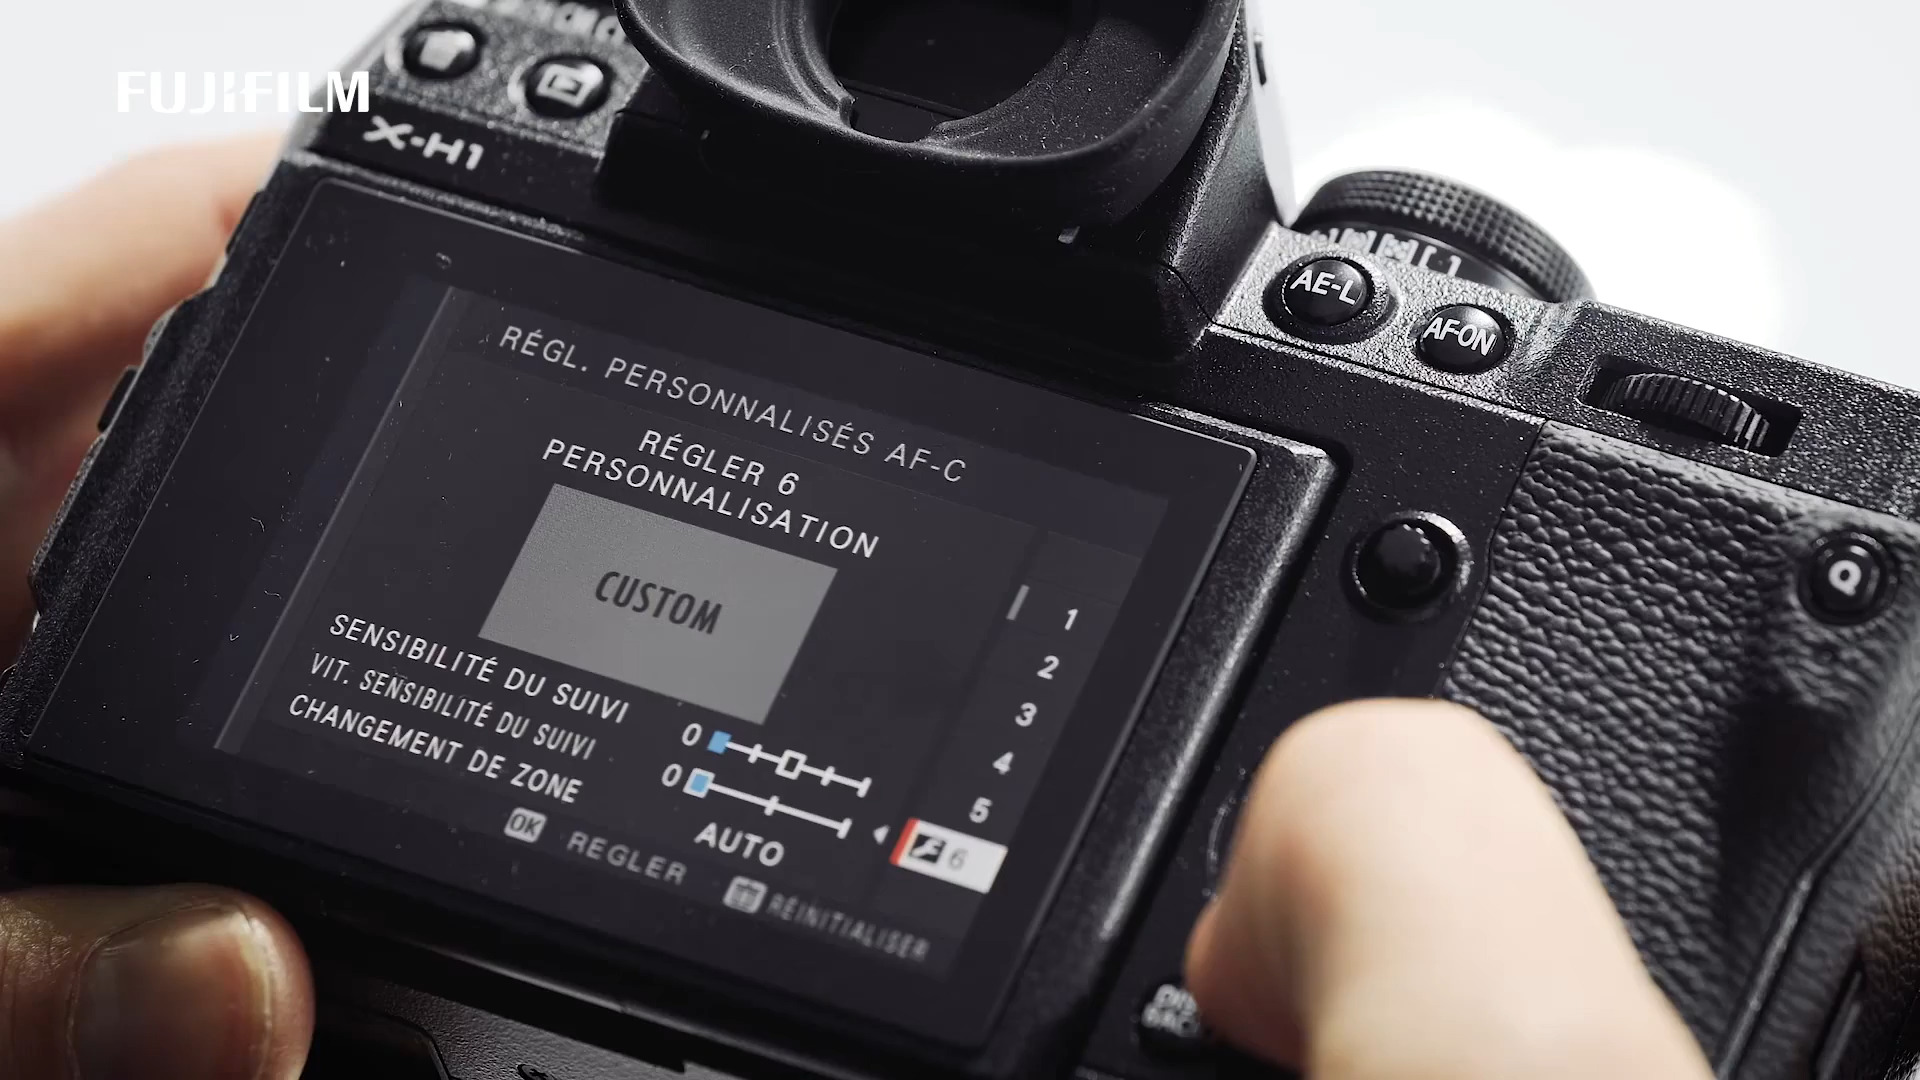 FUJIFILM
X-H1
AE-L
AF-ON
Q
RÉGL. PERSONNALISÉS AF-C
RÉGLER 6
PERSONNALISATION
CUSTOM
1
2
3
4
5
6
SENSIBILITÉ DU SUIVI
0
VIT. SENSIBILITÉ DU SUIVI
0
CHANGEMENT DE ZONE
AUTO
OK REGLER
RÉINITIALISER